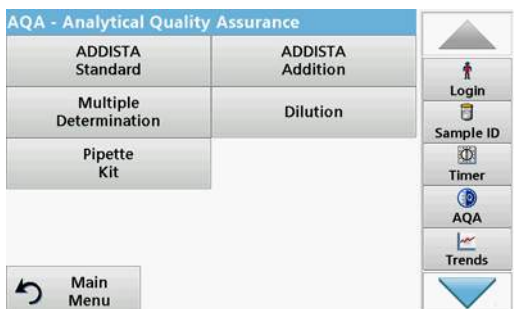 AQA - Analytical Quality Assurance
ADDISTA
Standard
ADDISTA
Addition
Multiple
Determination
Dilution
Pipette
Kit
Main
Menu
Login
Sample ID
Timer
AQA
Trends